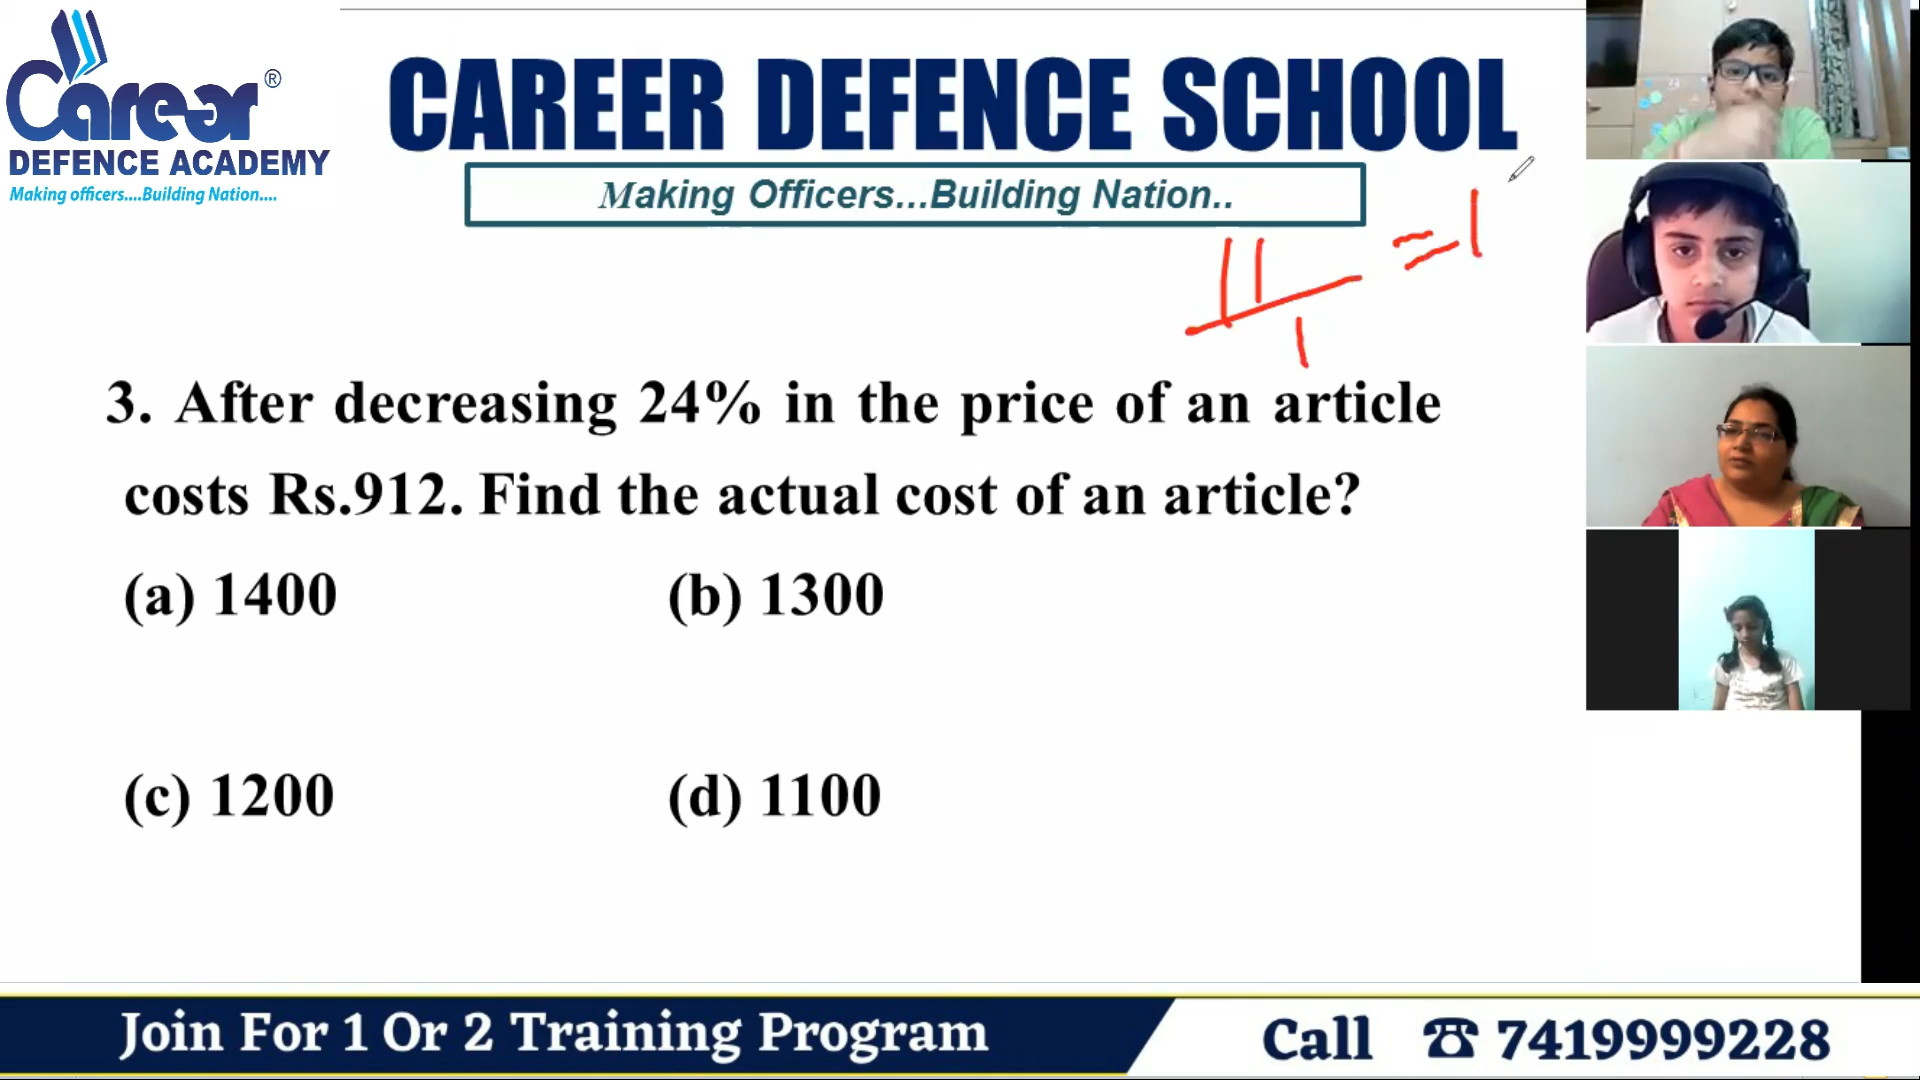 Career®
DEFENCE ACADEMY
Making officers....Building Nation....
CAREER DEFENCE SCHOOL
Making Officers...Building Nation..
11
1
=1
3. After decreasing 24% in the price of an article
costs Rs.912. Find the actual cost of an article?
(a) 1400 (b) 1300
(c) 1200 (d) 1100
Join For 1 Or 2 Training Program
Call ☎ 7419999228